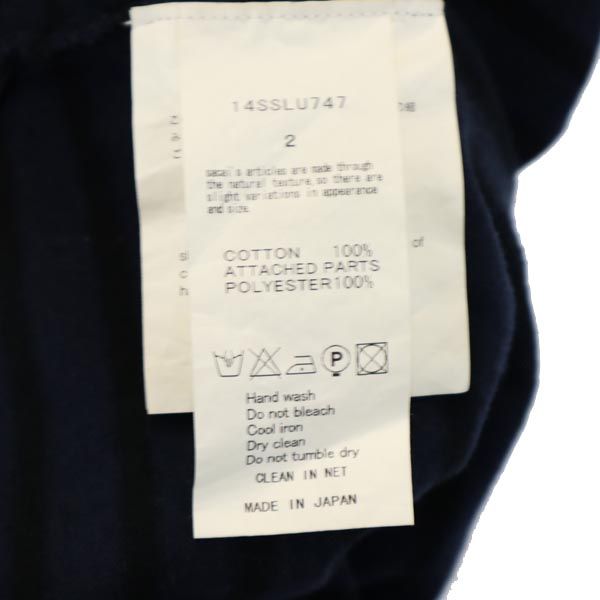 14SSLU747
2
sacai's articles are made through
the natural texture, so there are
slight variations in appearance
and size.
COTTON 100%
ATTACHED PARTS
POLYESTER100%
P
Hand wash
Do not bleach
Cool iron
Dry clean
Do not tumble dry
CLEAN IN NET
MADE IN JAPAN
of